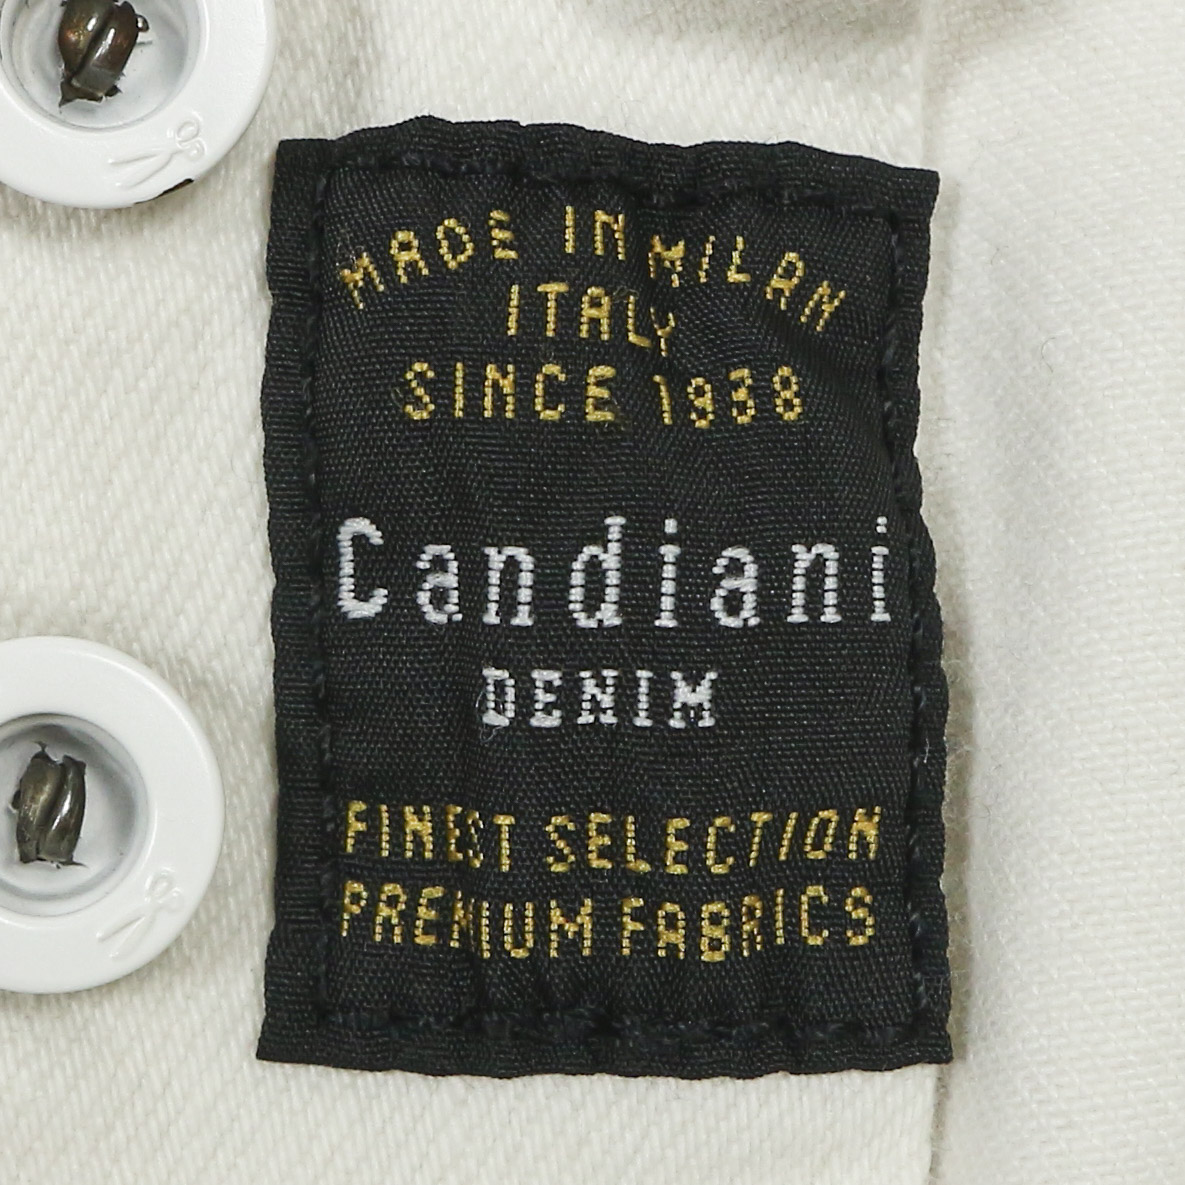 MADE IN MILAN
ITALY
SINCE 1938
Candiani
DENIM
FINEST SELECTION
PREMIUM FABRICS